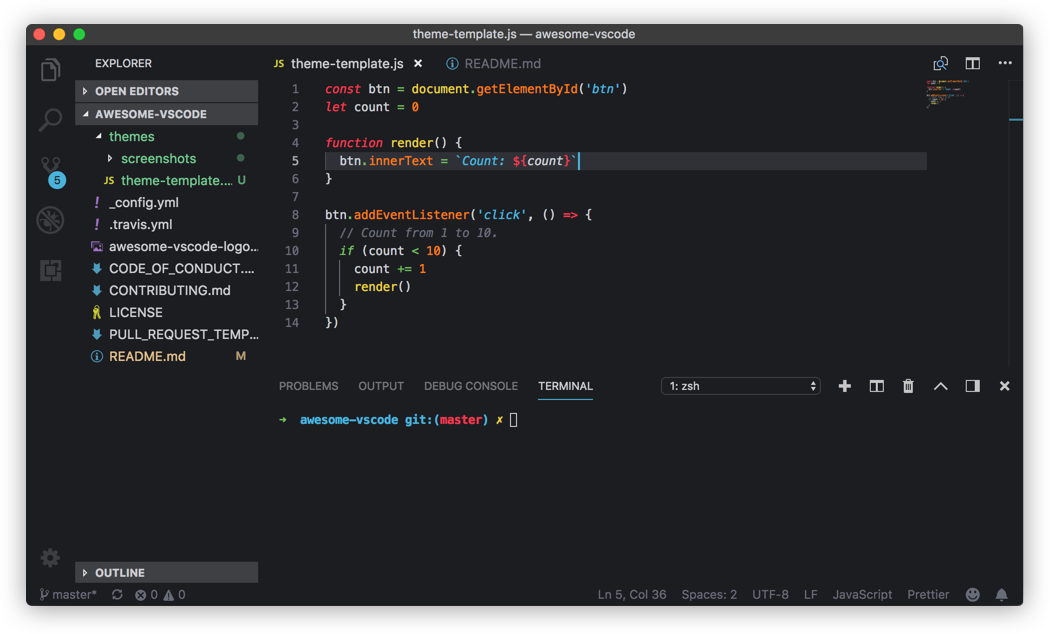 theme-template.js — awesome-vscode
EXPLORER
OPEN EDITORS
AWESOME-VSCODE
themes
screenshots
JS theme-template.... U
! _config.yml
! .travis.yml
awesome-vscode-logo...
CODE_OF_CONDUCT....
CONTRIBUTING.md
LICENSE
PULL_REQUEST_TEMP...
README.md M
5
OUTLINE
JS theme-template.js × README.md
1 const btn = document.getElementById('btn')
2 let count = 0
3
4 function render() {
5 btn.innerText = `Count: ${count}`
6 }
7
8 btn.addEventListener('click', () => {
9 // Count from 1 to 10.
10 if (count < 10) {
11 count += 1
12 render()
13 }
14 })
PROBLEMS OUTPUT DEBUG CONSOLE TERMINAL 1: zsh
➜ awesome-vscode git:(master) ✗
master* 0 0 Ln 5, Col 36 Spaces: 2 UTF-8 LF JavaScript Prettier